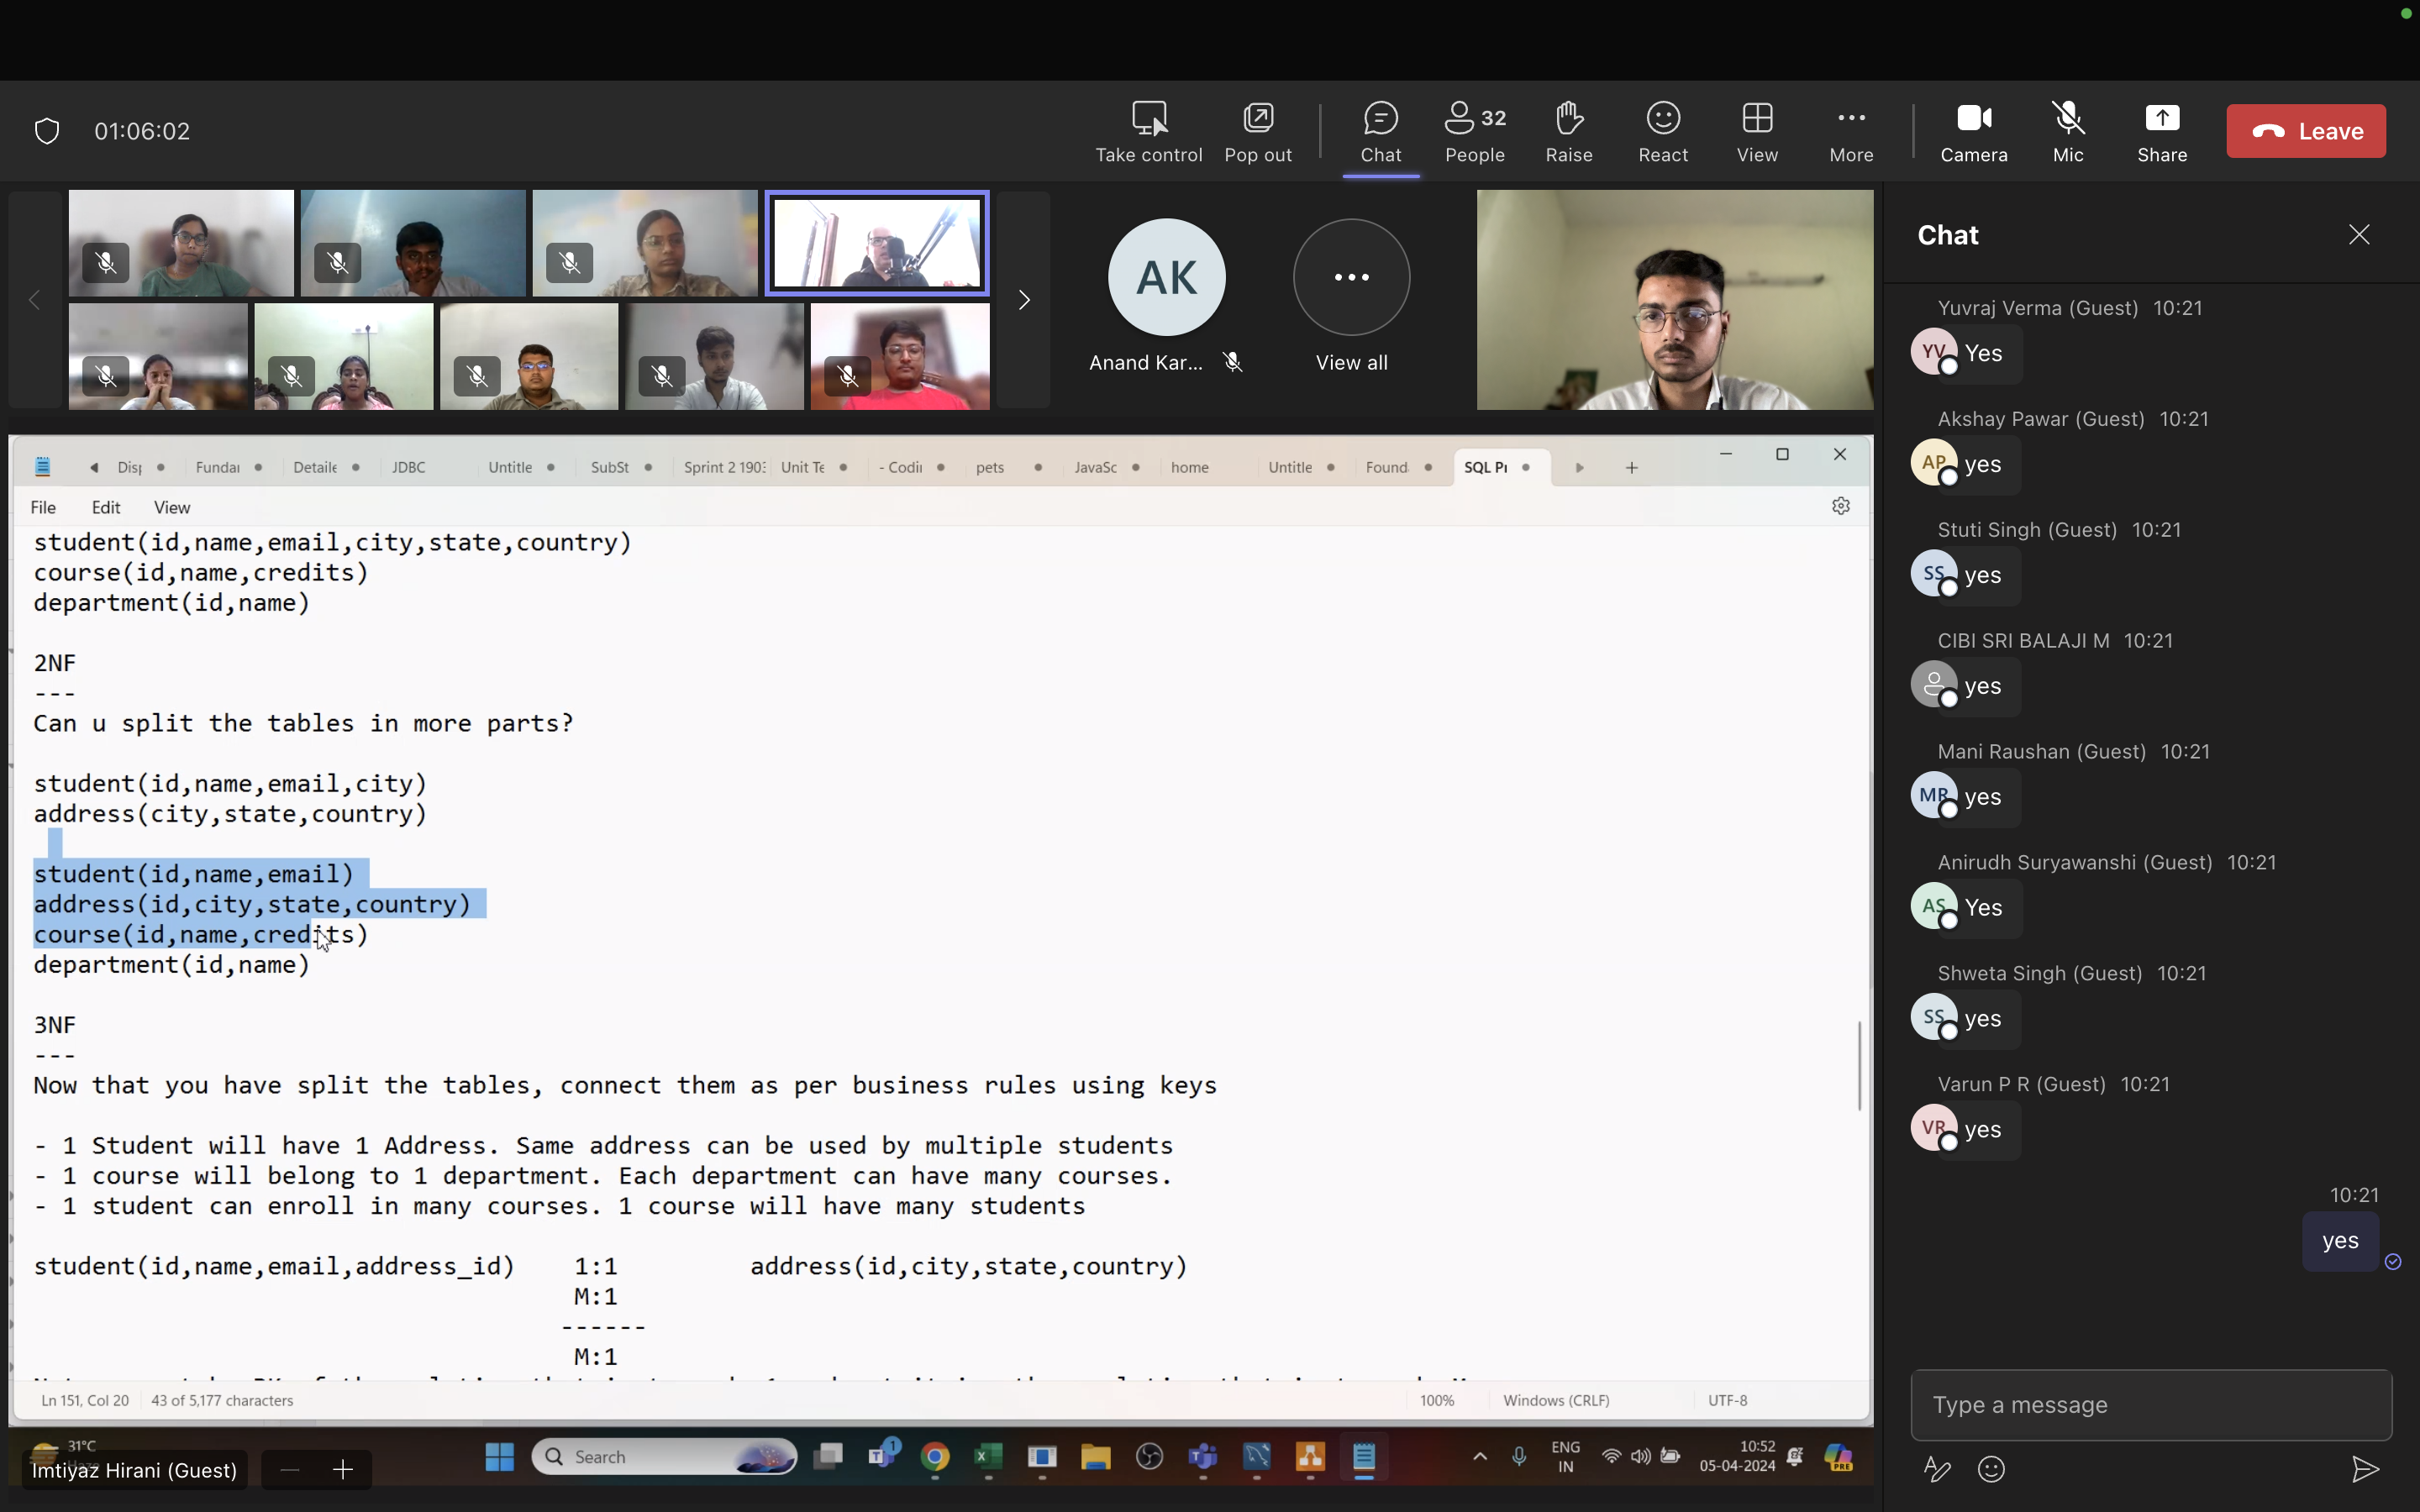 01:06:02
Take control
Pop out
Chat
32
People
Raise
React
View
More
Camera
Mic
Share
Leave
AK
Anand Kar...
View all
Chat
Yuvraj Verma (Guest) 10:21
YV
Yes
Akshay Pawar (Guest) 10:21
AP
yes
Stuti Singh (Guest) 10:21
SS
yes
CIBI SRI BALAJI M 10:21
yes
Mani Raushan (Guest) 10:21
MR
yes
Anirudh Suryawanshi (Guest) 10:21
AS
Yes
Shweta Singh (Guest) 10:21
SS
yes
Varun P R (Guest) 10:21
VR
yes
10:21
yes
Type a message
Disp
Fundar
Detaile
JDBC
Untitle
SubSt
Sprint 2 1903
Unit Te
- Codin
pets
JavaSc
home
Untitle
Found
SQL Pr
File Edit View
student(id,name,email,city,state,country)
course(id,name,credits)
department(id,name)
2NF
---
Can u split the tables in more parts?
student(id,name,email,city)
address(city,state,country)
student(id,name,email)
address(id,city,state,country)
course(id,name,credits)
department(id,name)
3NF
---
Now that you have split the tables, connect them as per business rules using keys
- 1 Student will have 1 Address. Same address can be used by multiple students
- 1 course will belong to 1 department. Each department can have many courses.
- 1 student can enroll in many courses. 1 course will have many students
student(id,name,email,address_id) 1:1 address(id,city,state,country)
M:1
------
M:1
Ln 151, Col 20
43 of 5,177 characters
100%
Windows (CRLF)
UTF-8
31°C
Imtiyaz Hirani (Guest)
Search
1
ENG
IN
10:52
05-04-2024
PRE